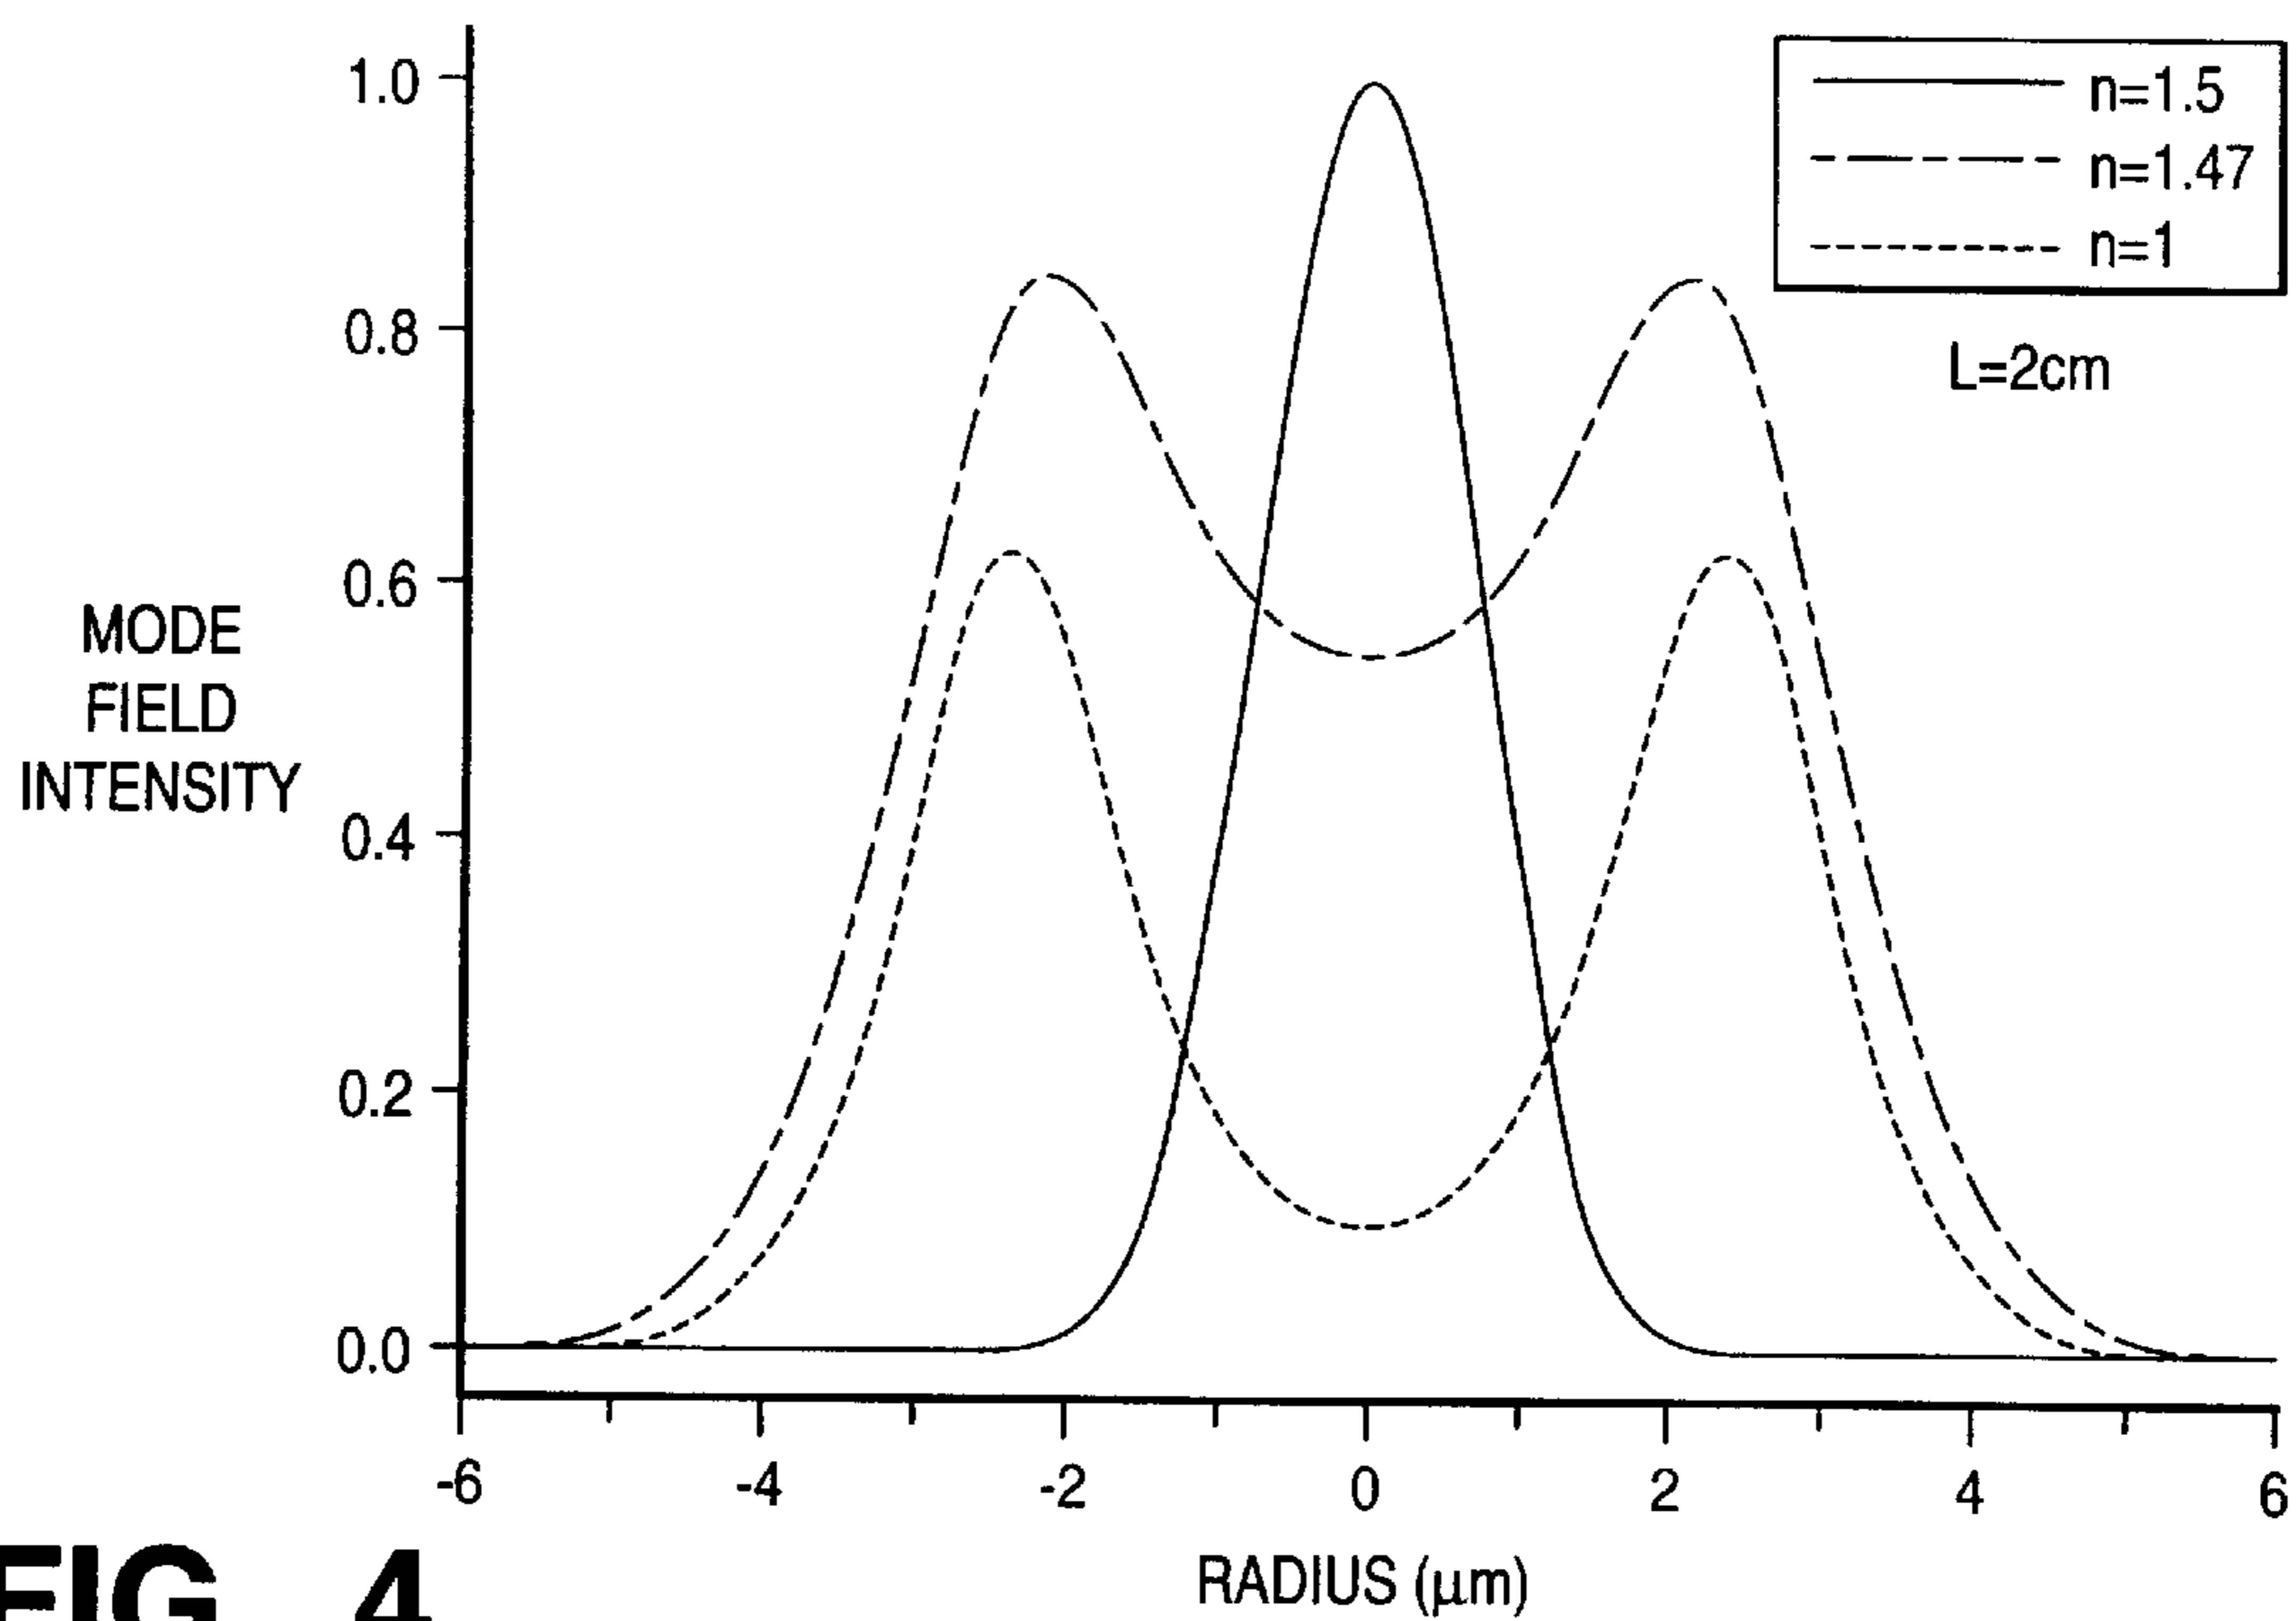 1.0
0.8
0.6
0.4
0.2
0.0
MODE
FIELD
INTENSITY
n=1.5
n=1.47
n=1
L=2cm
-6 -4 -2 0 2 4 6
RADIUS (μm)
FIG. 4